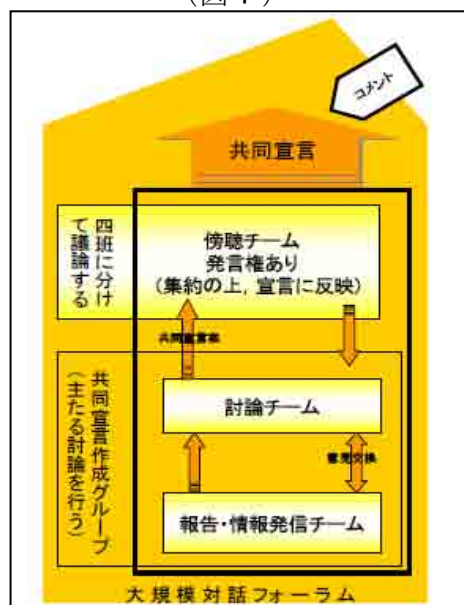 (図1)
コメント
共同宣言
四班に分け
て議論する
傍聴チーム
発言権あり
(集約の上, 宣言に反映)
共同宣言案
共同宣言作成グループ
(主たる討論を行う)
討論チーム
意見交換
報告・情報発信チーム
大規模対話フォーラム